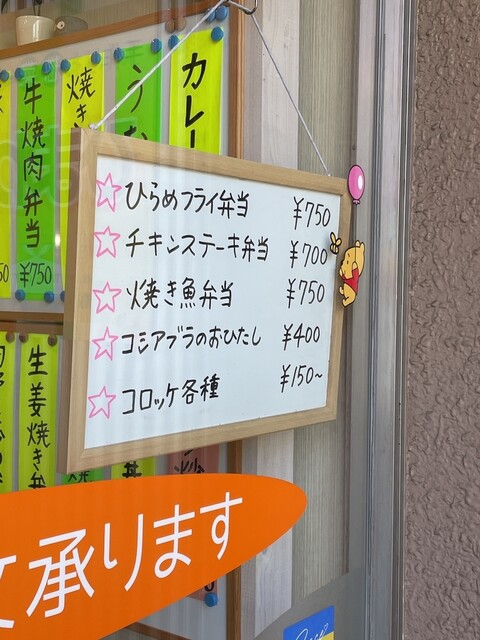 カレー
焼き
牛焼肉弁当
¥750
☆ひらめフライ弁当 ¥750
☆チキンステーキ弁当 ¥700
☆焼き魚弁当 ¥750
☆コシアブラのおひたし ¥400
☆コロッケ各種 ¥150~
生姜焼き弁
承ります